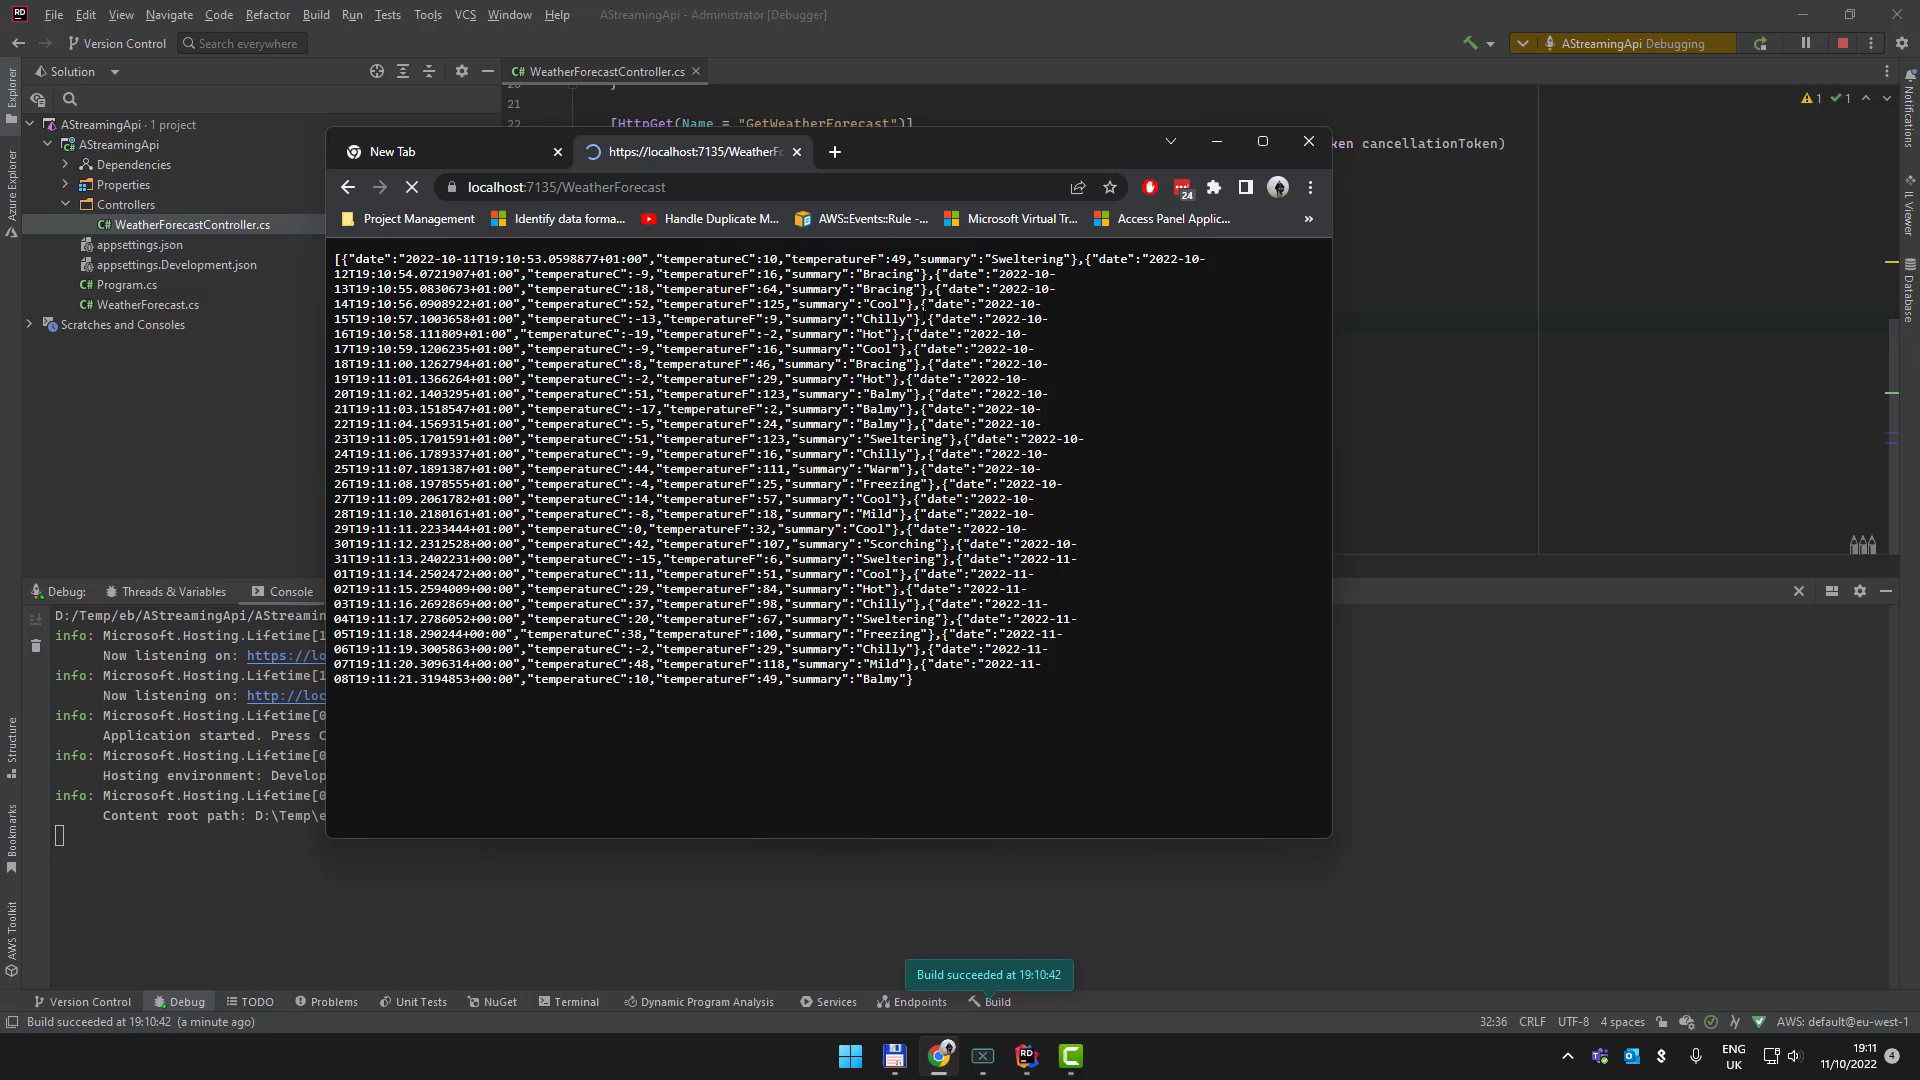 File Edit View Navigate Code Refactor Build Run Tests Tools VCS Window Help AStreamingApi - Administrator [Debugger]
Version Control Search everywhere AStreamingApi Debugging
Solution
C# WeatherForecastController.cs
AStreamingApi · 1 project
AStreamingApi
Dependencies
Properties
Controllers
C# WeatherForecastController.cs
appsettings.json
appsettings.Development.json
C# Program.cs
C# WeatherForecast.cs
Scratches and Consoles
Explorer
Azure Explorer
Structure
Bookmarks
AWS Toolkit
Notifications
IL Viewer
Database
20 }
21
22 [HttpGet(Name = "GetWeatherForecast")]
ken cancellationToken)
1 1
New Tab
https://localhost:7135/WeatherFo
localhost:7135/WeatherForecast
24
Project Management Identify data forma... Handle Duplicate M... AWS::Events::Rule -... Microsoft Virtual Tr... Access Panel Applic... »
[{"date":"2022-10-11T19:10:53.0598877+01:00","temperatureC":10,"temperatureF":49,"summary":"Sweltering"},{"date":"2022-10-
12T19:10:54.0721907+01:00","temperatureC":-9,"temperatureF":16,"summary":"Bracing"},{"date":"2022-10-
13T19:10:55.0830673+01:00","temperatureC":18,"temperatureF":64,"summary":"Bracing"},{"date":"2022-10-
14T19:10:56.0908922+01:00","temperatureC":52,"temperatureF":125,"summary":"Cool"},{"date":"2022-10-
15T19:10:57.1003658+01:00","temperatureC":-13,"temperatureF":9,"summary":"Chilly"},{"date":"2022-10-
16T19:10:58.111809+01:00","temperatureC":-19,"temperatureF":-2,"summary":"Hot"},{"date":"2022-10-
17T19:10:59.1206235+01:00","temperatureC":-9,"temperatureF":16,"summary":"Cool"},{"date":"2022-10-
18T19:11:00.1262794+01:00","temperatureC":8,"temperatureF":46,"summary":"Bracing"},{"date":"2022-10-
19T19:11:01.1366264+01:00","temperatureC":-2,"temperatureF":29,"summary":"Hot"},{"date":"2022-10-
20T19:11:02.1403295+01:00","temperatureC":51,"temperatureF":123,"summary":"Balmy"},{"date":"2022-10-
21T19:11:03.1518547+01:00","temperatureC":-17,"temperatureF":2,"summary":"Balmy"},{"date":"2022-10-
22T19:11:04.1569315+01:00","temperatureC":-5,"temperatureF":24,"summary":"Balmy"},{"date":"2022-10-
23T19:11:05.1701591+01:00","temperatureC":51,"temperatureF":123,"summary":"Sweltering"},{"date":"2022-10-
24T19:11:06.1789337+01:00","temperatureC":-9,"temperatureF":16,"summary":"Chilly"},{"date":"2022-10-
25T19:11:07.1891387+01:00","temperatureC":44,"temperatureF":111,"summary":"Warm"},{"date":"2022-10-
26T19:11:08.1978555+01:00","temperatureC":-4,"temperatureF":25,"summary":"Freezing"},{"date":"2022-10-
27T19:11:09.2061782+01:00","temperatureC":14,"temperatureF":57,"summary":"Cool"},{"date":"2022-10-
28T19:11:10.2180161+01:00","temperatureC":-8,"temperatureF":18,"summary":"Mild"},{"date":"2022-10-
29T19:11:11.2233444+01:00","temperatureC":0,"temperatureF":32,"summary":"Cool"},{"date":"2022-10-
30T19:11:12.2312528+00:00","temperatureC":42,"temperatureF":107,"summary":"Scorching"},{"date":"2022-10-
31T19:11:13.2402231+00:00","temperatureC":-15,"temperatureF":6,"summary":"Sweltering"},{"date":"2022-11-
01T19:11:14.2502472+00:00","temperatureC":11,"temperatureF":51,"summary":"Cool"},{"date":"2022-11-
02T19:11:15.2594009+00:00","temperatureC":29,"temperatureF":84,"summary":"Hot"},{"date":"2022-11-
03T19:11:16.2692869+00:00","temperatureC":37,"temperatureF":98,"summary":"Chilly"},{"date":"2022-11-
04T19:11:17.2786052+00:00","temperatureC":20,"temperatureF":67,"summary":"Sweltering"},{"date":"2022-11-
05T19:11:18.290244+00:00","temperatureC":38,"temperatureF":100,"summary":"Freezing"},{"date":"2022-11-
06T19:11:19.3005863+00:00","temperatureC":-2,"temperatureF":29,"summary":"Chilly"},{"date":"2022-11-
07T19:11:20.3096314+00:00","temperatureC":48,"temperatureF":118,"summary":"Mild"},{"date":"2022-11-
08T19:11:21.3194853+00:00","temperatureC":10,"temperatureF":49,"summary":"Balmy"}
Debug: Threads & Variables Console
D:/Temp/eb/AStreamingApi/AStreamin
info: Microsoft.Hosting.Lifetime[1
Now listening on: https://lo
info: Microsoft.Hosting.Lifetime[1
Now listening on: http://loc
info: Microsoft.Hosting.Lifetime[0
Application started. Press C
info: Microsoft.Hosting.Lifetime[0
Hosting environment: Develop
info: Microsoft.Hosting.Lifetime[0
Content root path: D:\Temp\e
Build succeeded at 19:10:42
Version Control Debug TODO Problems Unit Tests NuGet Terminal Dynamic Program Analysis Services Endpoints Build
Build succeeded at 19:10:42 (a minute ago) 32:36 CRLF UTF-8 4 spaces AWS: default@eu-west-1
ENG
UK
19:11
11/10/2022
4